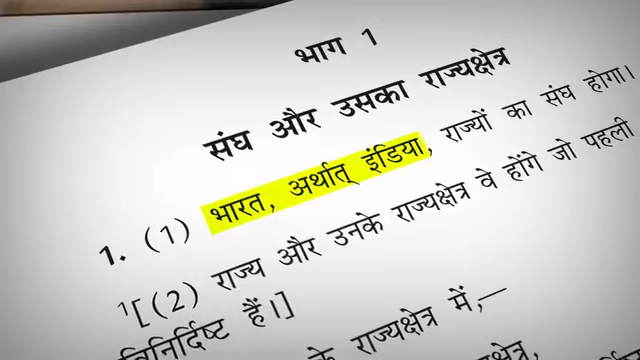 भाग 1
संघ और उसका राज्यक्षेत्र
1. (1) भारत, अर्थात् इंडिया, राज्यों का संघ होगा।
¹[(2) राज्य और उनके राज्यक्षेत्र वे होंगे जो पहली
विनिर्दिष्ट हैं।]
के राज्यक्षेत्र में,—
राज्यक्षेत्र,